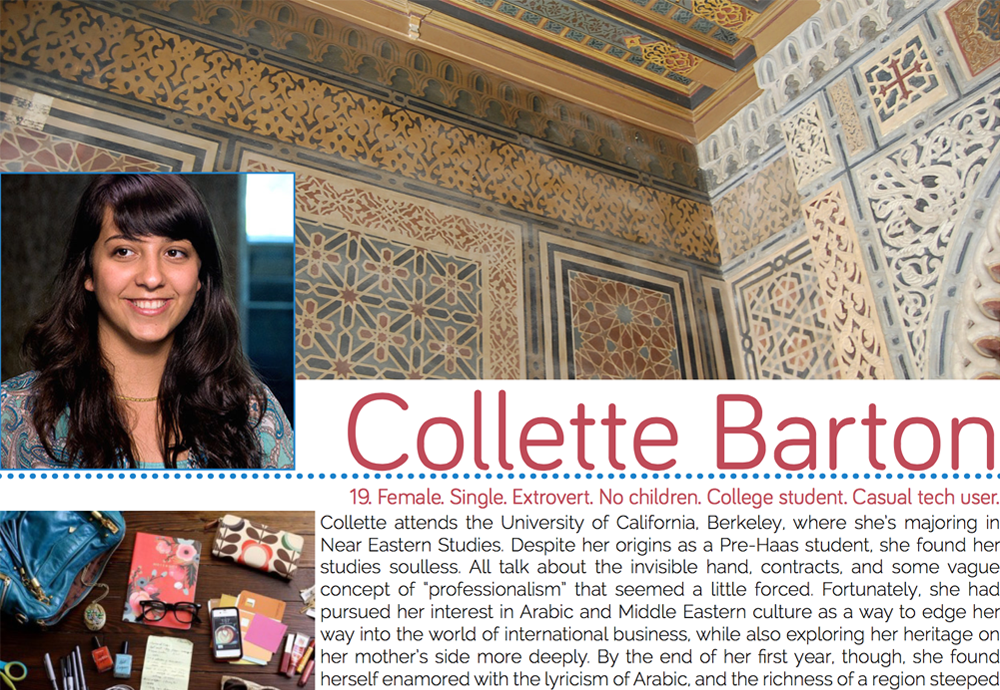 Collette Barton
19. Female. Single. Extrovert. No children. College student. Casual tech user.
Collette attends the University of California, Berkeley, where she’s majoring in
Near Eastern Studies. Despite her origins as a Pre-Haas student, she found her
studies soulless. All talk about the invisible hand, contracts, and some vague
concept of “professionalism” that seemed a little forced. Fortunately, she had
pursued her interest in Arabic and Middle Eastern culture as a way to edge her
way into the world of international business, while also exploring her heritage on
her mother’s side more deeply. By the end of her first year, though, she found
herself enamored with the lyricism of Arabic, and the richness of a region steeped